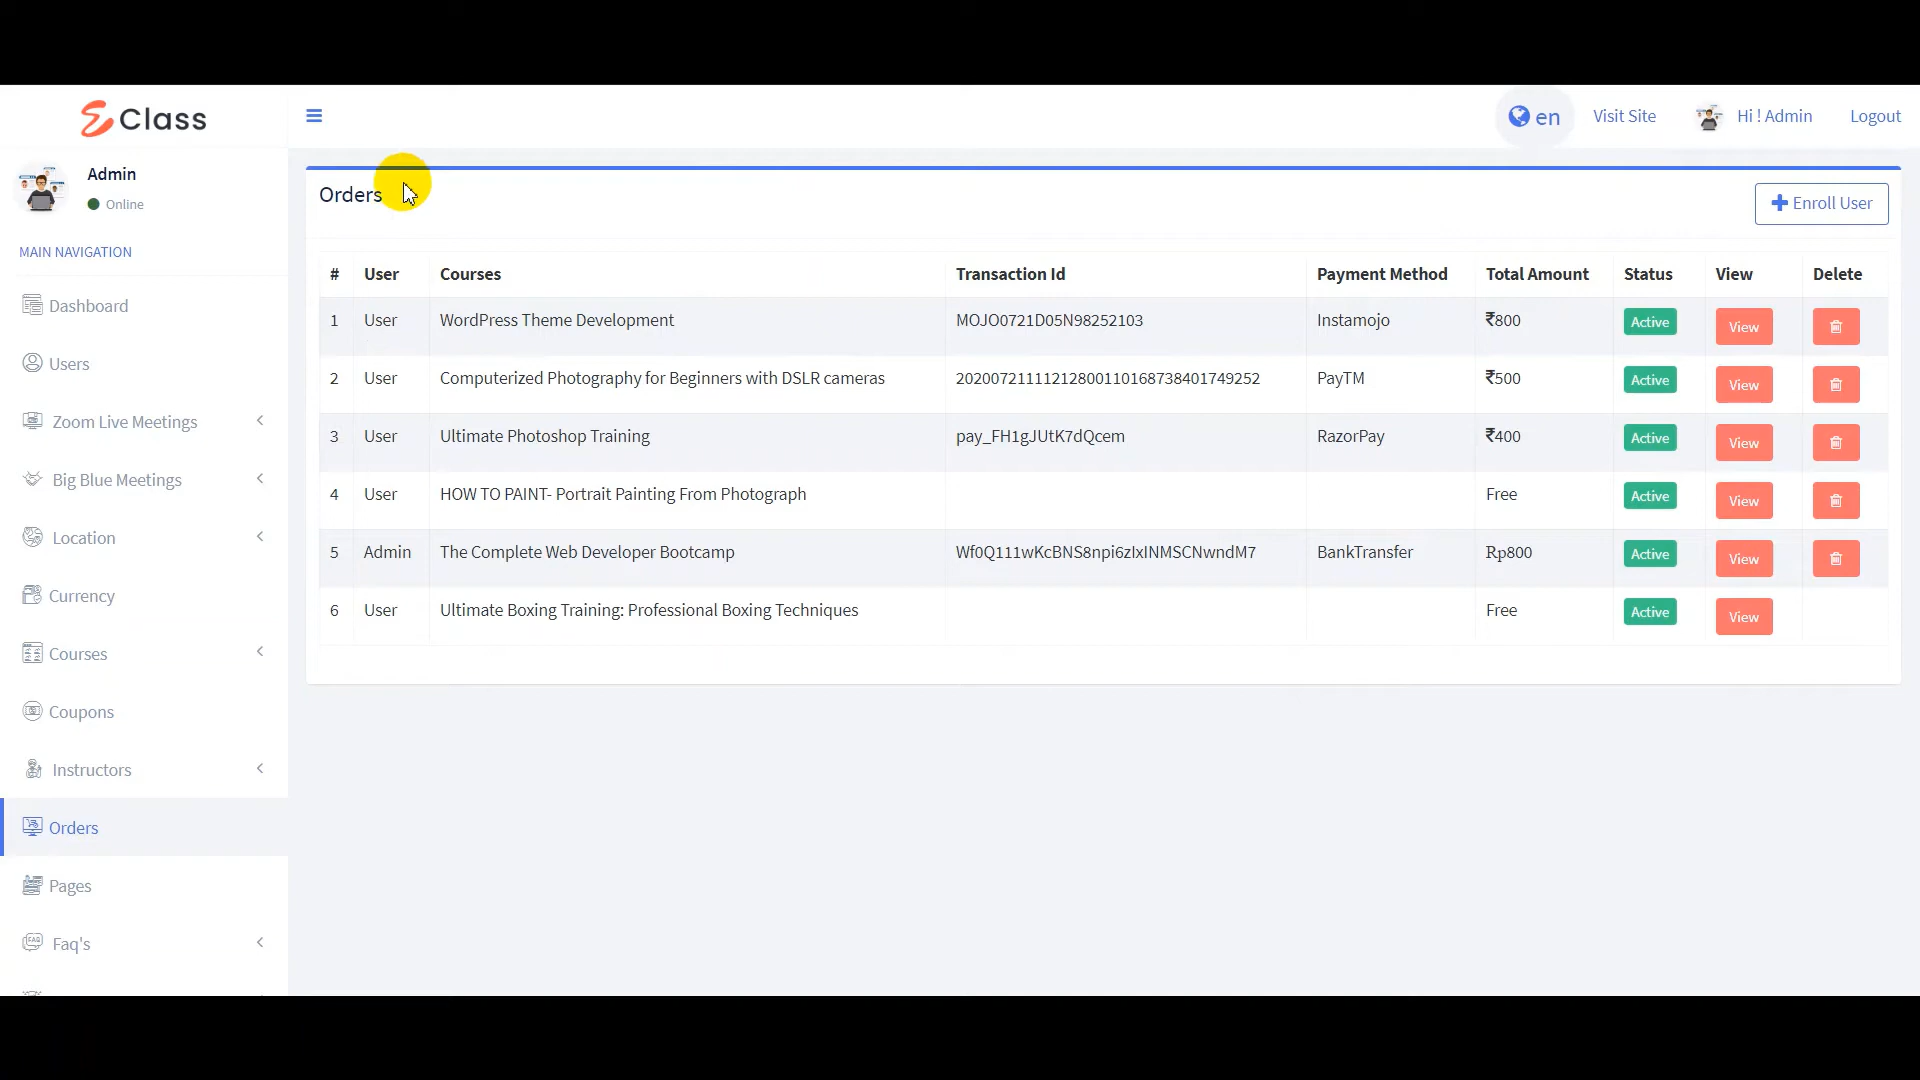 Class
en Visit Site Hi ! Admin Logout
Admin
Online
MAIN NAVIGATION
Dashboard
Users
Zoom Live Meetings
Big Blue Meetings
Location
Currency
Courses
Coupons
Instructors
Orders
Pages
Faq's
Orders
Enroll User
# User Courses Transaction Id Payment Method Total Amount Status View Delete
1 User WordPress Theme Development MOJO0721D05N98252103 Instamojo ₹800 Active View
2 User Computerized Photography for Beginners with DSLR cameras 20200721111212800110168738401749252 PayTM ₹500 Active View
3 User Ultimate Photoshop Training pay_FH1gJUtK7dQcem RazorPay ₹400 Active View
4 User HOW TO PAINT- Portrait Painting From Photograph Free Active View
5 Admin The Complete Web Developer Bootcamp Wf0Q111wKcBNS8npi6zIxINMSCNwndM7 BankTransfer Rp800 Active View
6 User Ultimate Boxing Training: Professional Boxing Techniques Free Active View